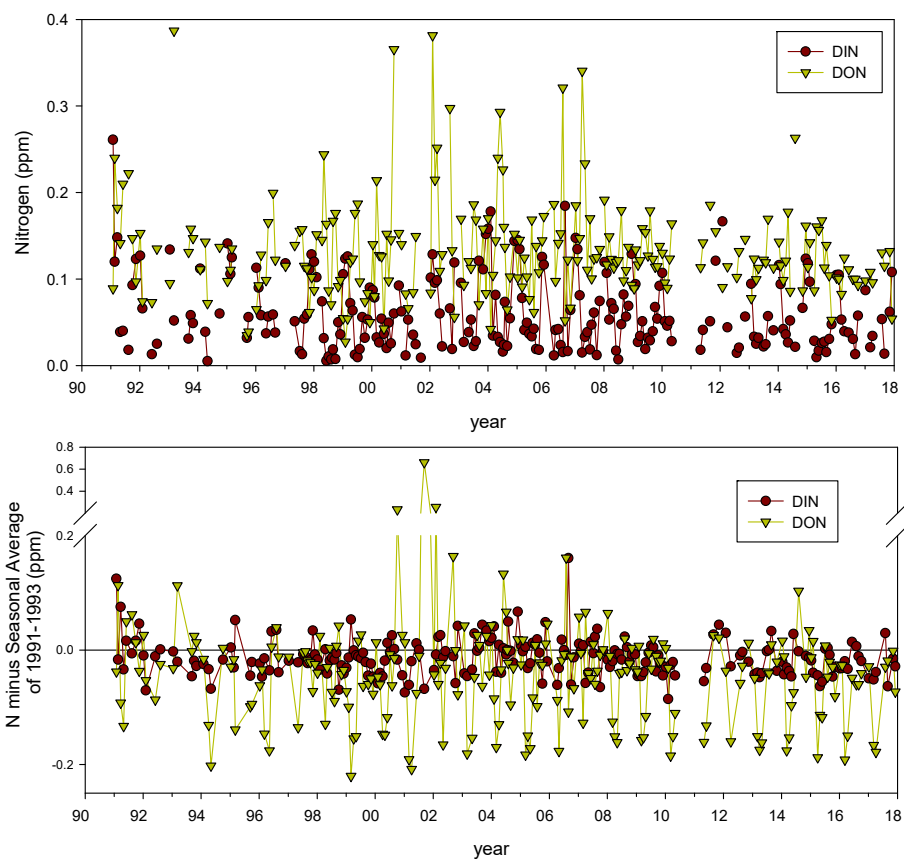 0.4
0.3
0.2
0.1
0.0
Nitrogen (ppm)
DIN
DON
90 92 94 96 98 00 02 04 06 08 10 12 14 16 18
year
0.8
0.6
0.4
0.2
0.0
-0.2
N minus Seasonal Average
of 1991-1993 (ppm)
DIN
DON
90 92 94 96 98 00 02 04 06 08 10 12 14 16 18
year